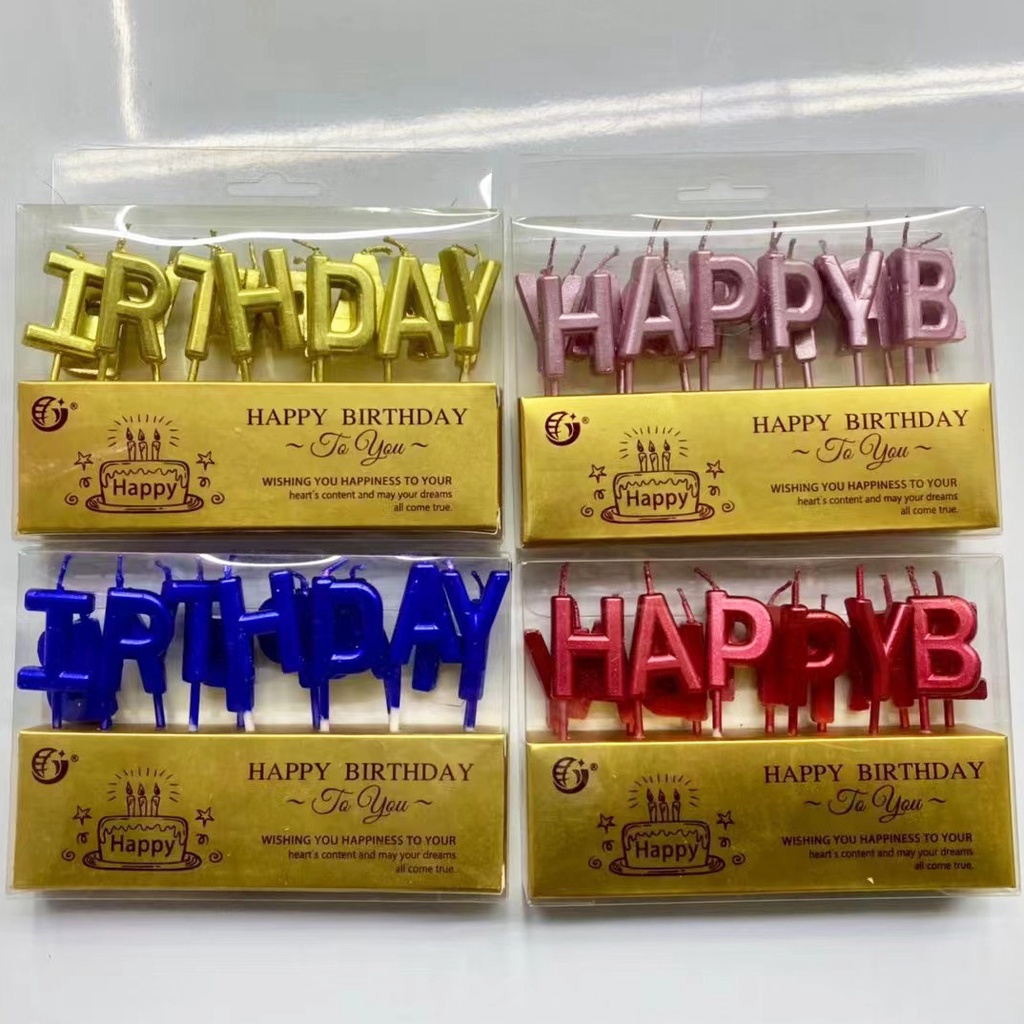 IRTHDAY
®
HAPPY BIRTHDAY
~To You~
Happy
WISHING YOU HAPPINESS TO YOUR
heart's content and may your dreams
all come true.
HAPPYB
®
HAPPY BIRTHDAY
~To You~
Happy
WISHING YOU HAPPINESS TO YOUR
heart's content and may your dreams
all come true.
IRTHDAY
®
HAPPY BIRTHDAY
~To You~
Happy
WISHING YOU HAPPINESS TO YOUR
heart's content and may your dreams
all come true.
HAPPYB
®
HAPPY BIRTHDAY
~To You~
Happy
WISHING YOU HAPPINESS TO YOUR
heart's content and may your dreams
all come true.